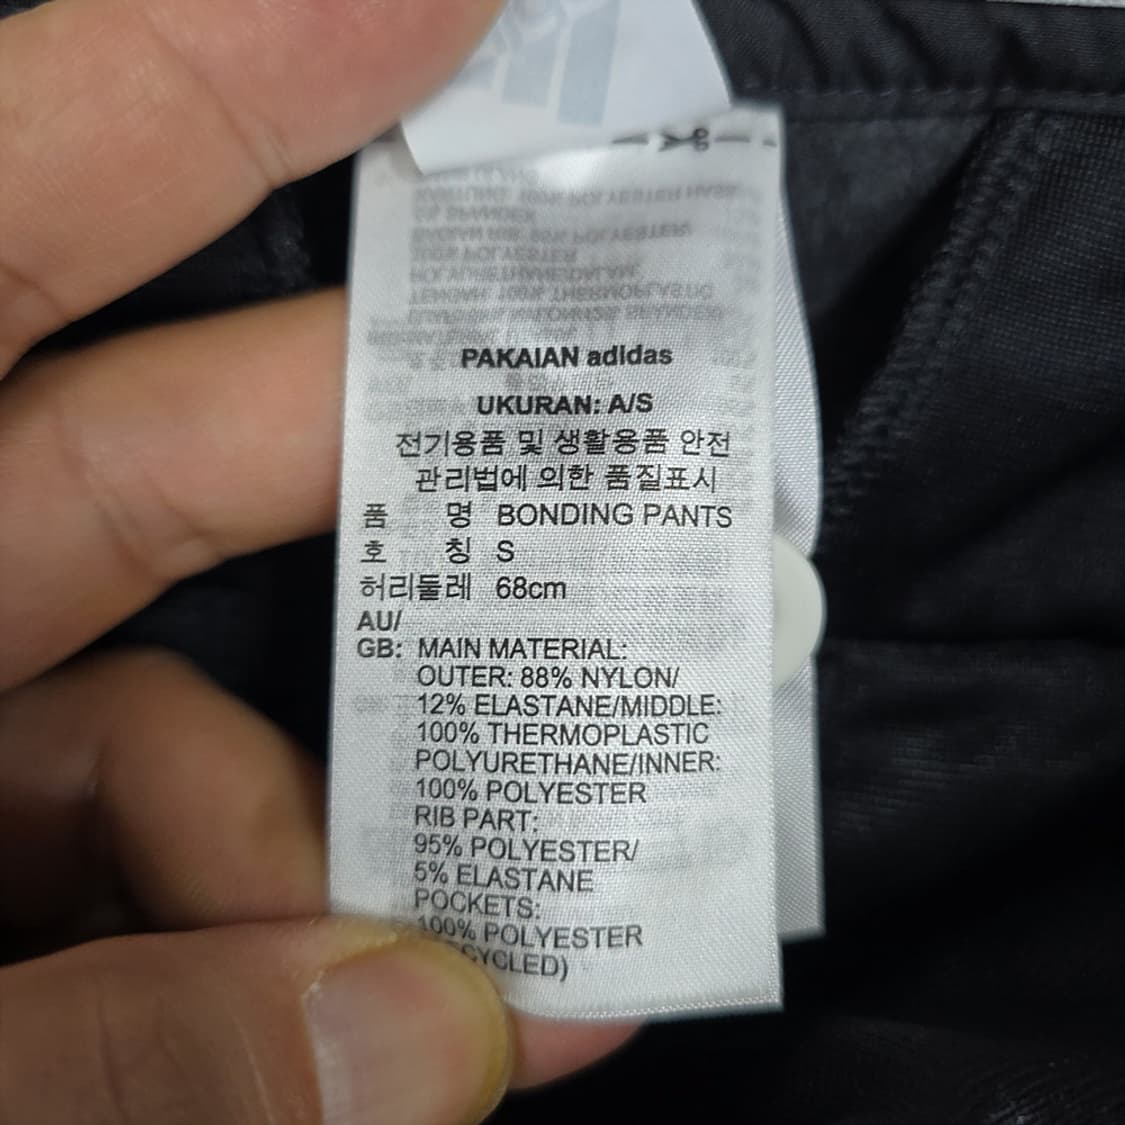 PAKAIAN adidas
UKURAN: A/S
전기용품 및 생활용품 안전
관리법에 의한 품질표시
품 명 BONDING PANTS
호 칭 S
허리둘레 68cm
AU/
GB: MAIN MATERIAL:
OUTER: 88% NYLON/
12% ELASTANE/MIDDLE:
100% THERMOPLASTIC
POLYURETHANE/INNER:
100% POLYESTER
RIB PART:
95% POLYESTER/
5% ELASTANE
POCKETS:
100% POLYESTER
CYCLED)